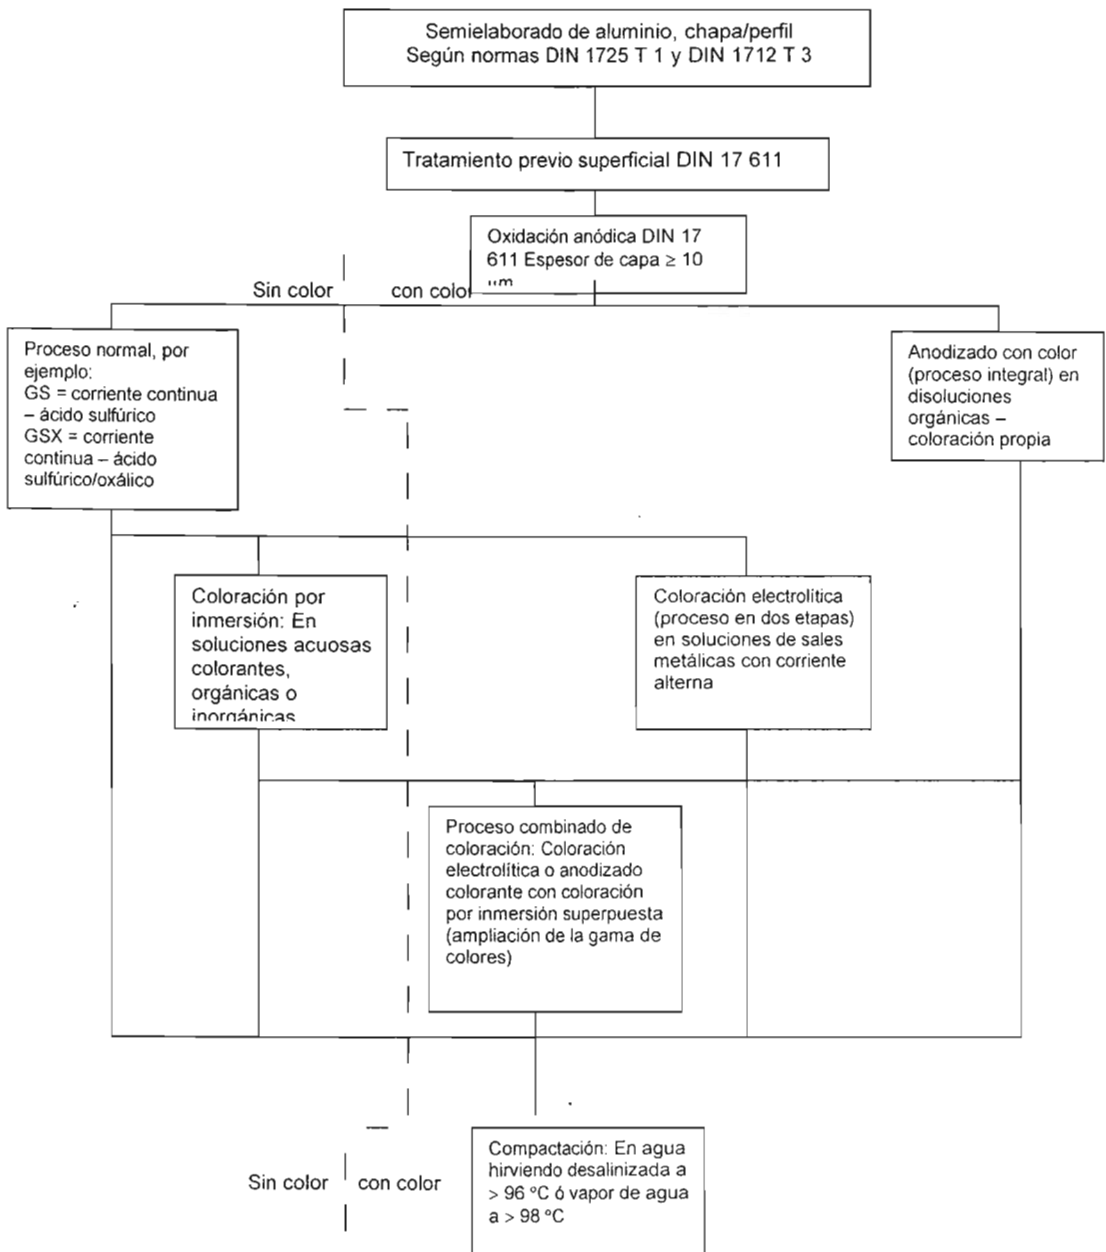 Semielaborado de aluminio, chapa/perfil
Según normas DIN 1725 T 1 y DIN 1712 T 3
Tratamiento previo superficial DIN 17 611
Oxidación anódica DIN 17
611 Espesor de capa ≥ 10
µm
Sin color
con color
Proceso normal, por
ejemplo:
GS = corriente continua
– ácido sulfúrico
GSX = corriente
continua – ácido
sulfúrico/oxálico
Anodizado con color
(proceso integral) en
disoluciones
orgánicas –
coloración propia
Coloración por
inmersión: En
soluciones acuosas
colorantes,
orgánicas o
inorgánicas
Coloración electrolítica
(proceso en dos etapas)
en soluciones de sales
metálicas con corriente
alterna
Proceso combinado de
coloración: Coloración
electrolítica o anodizado
colorante con coloración
por inmersión superpuesta
(ampliación de la gama de
colores)
Sin color
con color
Compactación: En agua
hirviendo desalinizada a
> 96 ºC ó vapor de agua
a > 98 ºC